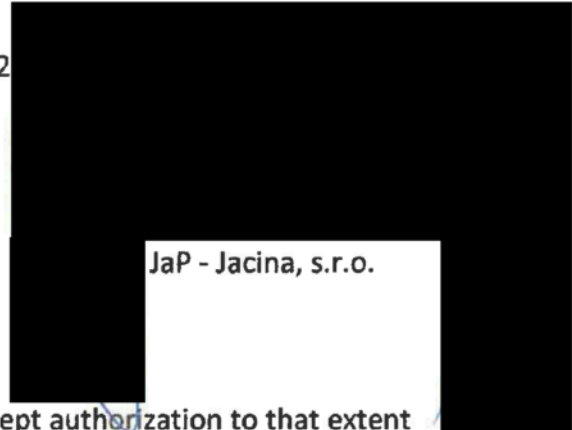 2
JaP - Jacina, s.r.o.
ept authorization to that extent